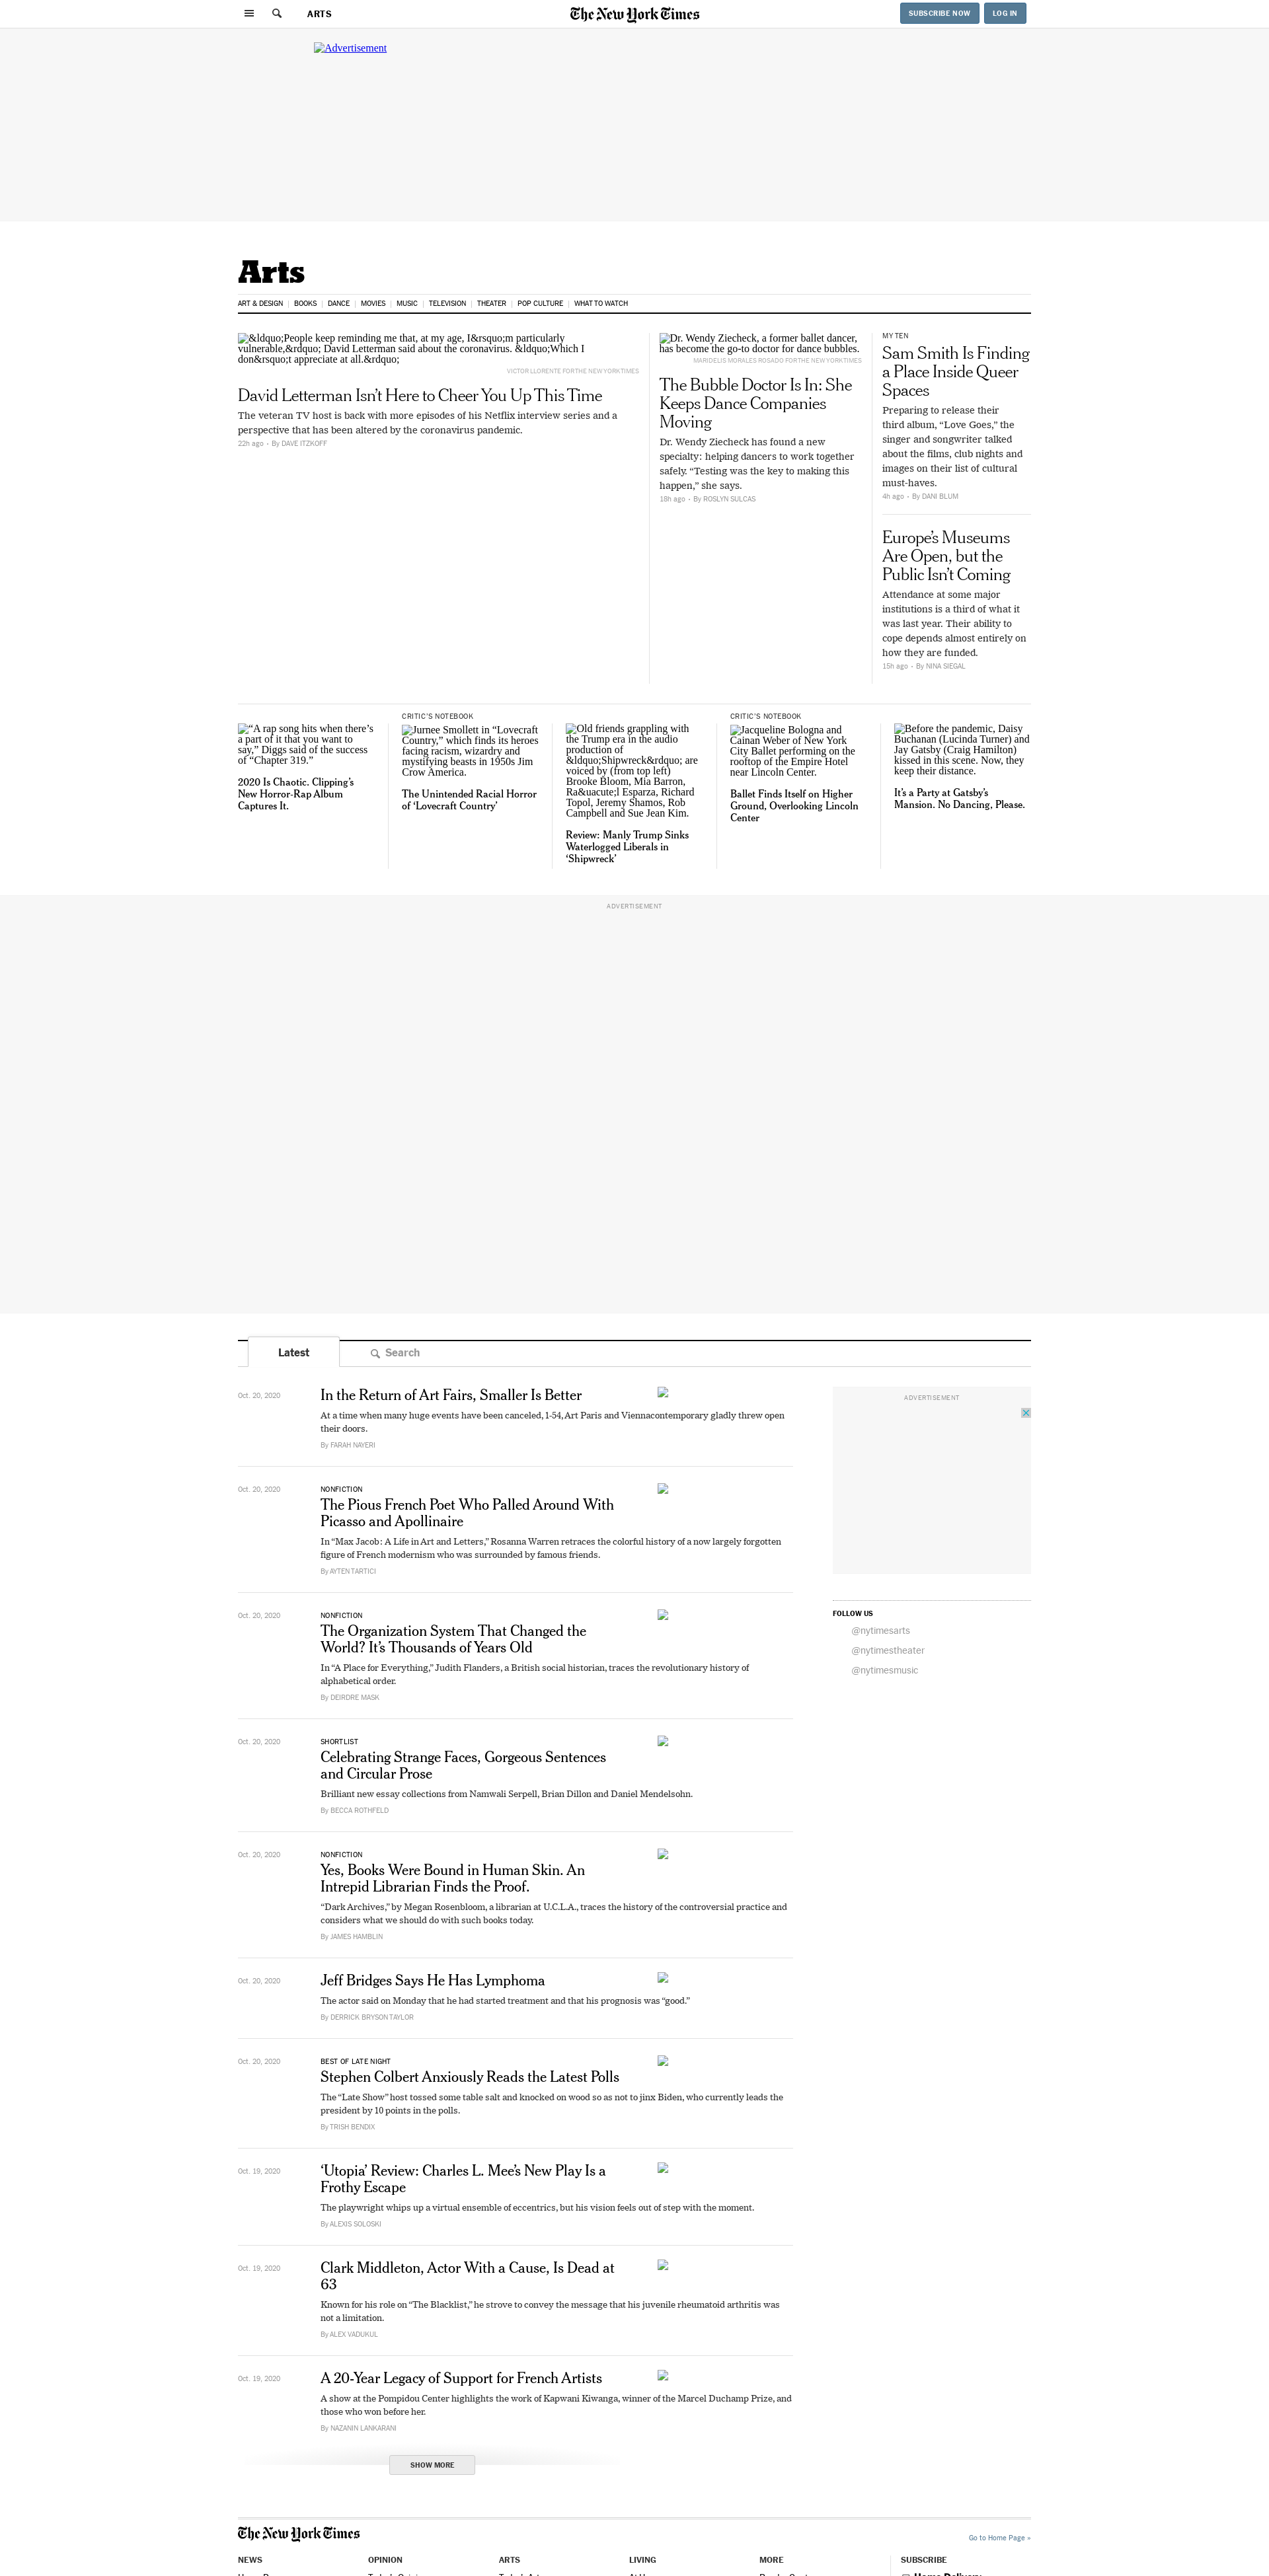 ARTS
The New York Times
SUBSCRIBE NOW
LOG IN
Advertisement
Arts
ART & DESIGN
BOOKS
DANCE
MOVIES
MUSIC
TELEVISION
THEATER
POP CULTURE
WHAT TO WATCH
&ldquo;People keep reminding me that, at my age, I&rsquo;m particularly
vulnerable,&rdquo; David Letterman said about the coronavirus. &ldquo;Which I
don&rsquo;t appreciate at all.&rdquo;
VICTOR LLORENTE FOR THE NEW YORK TIMES
David Letterman Isn’t Here to Cheer You Up This Time
The veteran TV host is back with more episodes of his Netflix interview series and a
perspective that has been altered by the coronavirus pandemic.
22h ago • By DAVE ITZKOFF
Dr. Wendy Ziecheck, a former ballet dancer,
has become the go-to doctor for dance bubbles.
MARIDELIS MORALES ROSADO FOR THE NEW YORK TIMES
The Bubble Doctor Is In: She
Keeps Dance Companies
Moving
Dr. Wendy Ziecheck has found a new
specialty: helping dancers to work together
safely. “Testing was the key to making this
happen,” she says.
18h ago • By ROSLYN SULCAS
MY TEN
Sam Smith Is Finding
a Place Inside Queer
Spaces
Preparing to release their
third album, “Love Goes,” the
singer and songwriter talked
about the films, club nights and
images on their list of cultural
must-haves.
4h ago • By DANI BLUM
Europe’s Museums
Are Open, but the
Public Isn’t Coming
Attendance at some major
institutions is a third of what it
was last year. Their ability to
cope depends almost entirely on
how they are funded.
15h ago • By NINA SIEGAL
“A rap song hits when there’s
a part of it that you want to
say,” Diggs said of the success
of “Chapter 319.”
2020 Is Chaotic. Clipping’s
New Horror-Rap Album
Captures It.
CRITIC’S NOTEBOOK
Jurnee Smollett in “Lovecraft
Country,” which finds its heroes
facing racism, wizardry and
mystifying beasts in 1950s Jim
Crow America.
The Unintended Racial Horror
of ‘Lovecraft Country’
Old friends grappling with
the Trump era in the audio
production of
&ldquo;Shipwreck&rdquo; are
voiced by (from top left)
Brooke Bloom, Mia Barron,
Ra&uacute;l Esparza, Richard
Topol, Jeremy Shamos, Rob
Campbell and Sue Jean Kim.
Review: Manly Trump Sinks
Waterlogged Liberals in
‘Shipwreck’
CRITIC’S NOTEBOOK
Jacqueline Bologna and
Cainan Weber of New York
City Ballet performing on the
rooftop of the Empire Hotel
near Lincoln Center.
Ballet Finds Itself on Higher
Ground, Overlooking Lincoln
Center
Before the pandemic, Daisy
Buchanan (Lucinda Turner) and
Jay Gatsby (Craig Hamilton)
kissed in this scene. Now, they
keep their distance.
It’s a Party at Gatsby’s
Mansion. No Dancing, Please.
ADVERTISEMENT
Latest
Search
Oct. 20, 2020
In the Return of Art Fairs, Smaller Is Better
At a time when many huge events have been canceled, 1-54, Art Paris and Viennacontemporary gladly threw open
their doors.
By FARAH NAYERI
Oct. 20, 2020
NONFICTION
The Pious French Poet Who Palled Around With
Picasso and Apollinaire
In “Max Jacob: A Life in Art and Letters,” Rosanna Warren retraces the colorful history of a now largely forgotten
figure of French modernism who was surrounded by famous friends.
By AYTEN TARTICI
Oct. 20, 2020
NONFICTION
The Organization System That Changed the
World? It’s Thousands of Years Old
In “A Place for Everything,” Judith Flanders, a British social historian, traces the revolutionary history of
alphabetical order.
By DEIRDRE MASK
Oct. 20, 2020
SHORTLIST
Celebrating Strange Faces, Gorgeous Sentences
and Circular Prose
Brilliant new essay collections from Namwali Serpell, Brian Dillon and Daniel Mendelsohn.
By BECCA ROTHFELD
Oct. 20, 2020
NONFICTION
Yes, Books Were Bound in Human Skin. An
Intrepid Librarian Finds the Proof.
“Dark Archives,” by Megan Rosenbloom, a librarian at U.C.L.A., traces the history of the controversial practice and
considers what we should do with such books today.
By JAMES HAMBLIN
Oct. 20, 2020
Jeff Bridges Says He Has Lymphoma
The actor said on Monday that he had started treatment and that his prognosis was “good.”
By DERRICK BRYSON TAYLOR
Oct. 20, 2020
BEST OF LATE NIGHT
Stephen Colbert Anxiously Reads the Latest Polls
The “Late Show” host tossed some table salt and knocked on wood so as not to jinx Biden, who currently leads the
president by 10 points in the polls.
By TRISH BENDIX
Oct. 19, 2020
‘Utopia’ Review: Charles L. Mee’s New Play Is a
Frothy Escape
The playwright whips up a virtual ensemble of eccentrics, but his vision feels out of step with the moment.
By ALEXIS SOLOSKI
Oct. 19, 2020
Clark Middleton, Actor With a Cause, Is Dead at
63
Known for his role on “The Blacklist,” he strove to convey the message that his juvenile rheumatoid arthritis was
not a limitation.
By ALEX VADUKUL
Oct. 19, 2020
A 20-Year Legacy of Support for French Artists
A show at the Pompidou Center highlights the work of Kapwani Kiwanga, winner of the Marcel Duchamp Prize, and
those who won before her.
By NAZANIN LANKARANI
SHOW MORE
ADVERTISEMENT
FOLLOW US
@nytimesarts
@nytimestheater
@nytimesmusic
The New York Times
Go to Home Page »
NEWS
OPINION
ARTS
LIVING
MORE
SUBSCRIBE